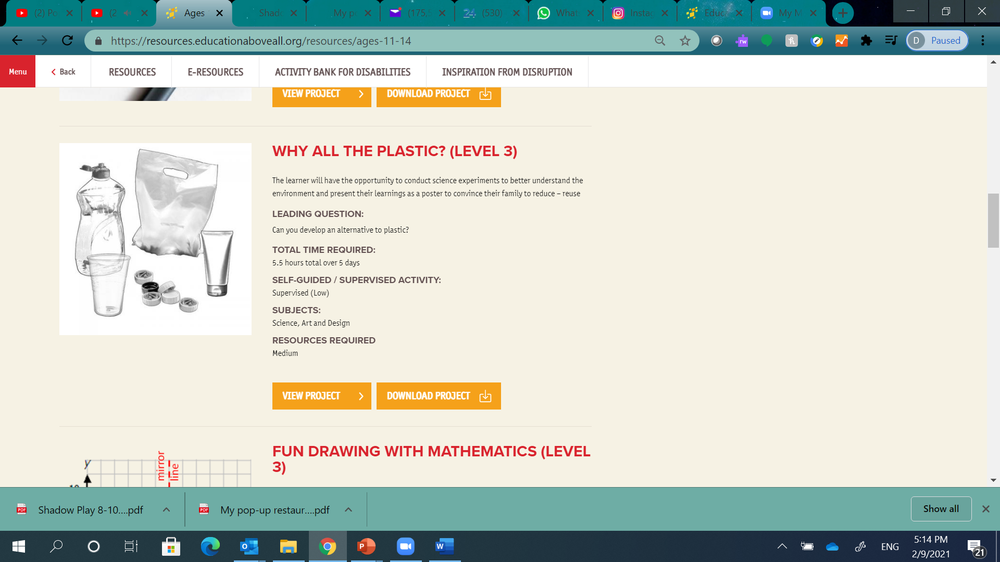 (2) Po
(2
Ages
Shad
My po
(175,5
24 (530)
What
Insta
Educ
My M
https://resources.educationaboveall.org/resources/ages-11-14
rw
D Paused
Menu
Back
RESOURCES
E-RESOURCES
ACTIVITY BANK FOR DISABILITIES
INSPIRATION FROM DISRUPTION
VIEW PROJECT
DOWNLOAD PROJECT
WHY ALL THE PLASTIC? (LEVEL 3)
The learner will have the opportunity to conduct science experiments to better understand the
environment and present their learnings as a poster to convince their family to reduce – reuse
LEADING QUESTION:
Can you develop an alternative to plastic?
TOTAL TIME REQUIRED:
5.5 hours total over 5 days
SELF-GUIDED / SUPERVISED ACTIVITY:
Supervised (Low)
SUBJECTS:
Science, Art and Design
RESOURCES REQUIRED
Medium
VIEW PROJECT
DOWNLOAD PROJECT
FUN DRAWING WITH MATHEMATICS (LEVEL
3)
y
mirror
line
PDF Shadow Play 8-10....pdf
PDF My pop-up restaur....pdf
Show all
ENG
5:14 PM
2/9/2021
21